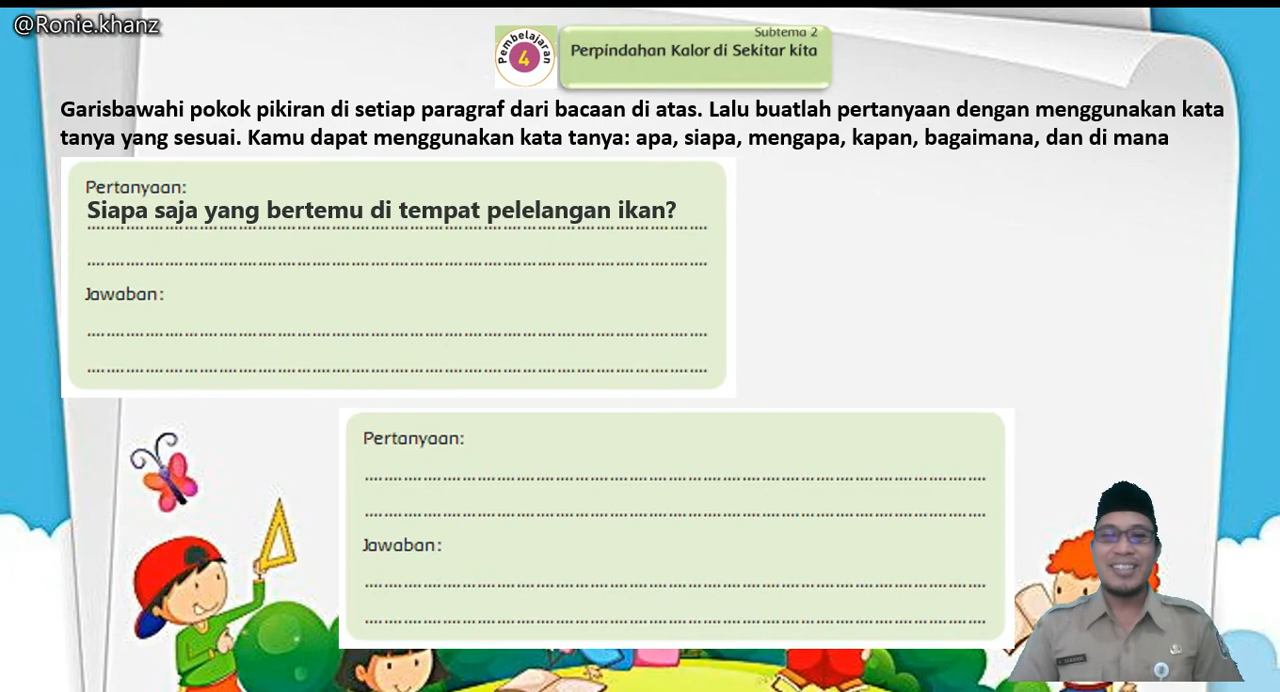 @Ronie.khanz
Pembelajaran
4
Subtema 2
Perpindahan Kalor di Sekitar kita
Garisbawahi pokok pikiran di setiap paragraf dari bacaan di atas. Lalu buatlah pertanyaan dengan menggunakan kata
tanya yang sesuai. Kamu dapat menggunakan kata tanya: apa, siapa, mengapa, kapan, bagaimana, dan di mana
Pertanyaan:
Siapa saja yang bertemu di tempat pelelangan ikan?
Jawaban:
Pertanyaan:
Jawaban: